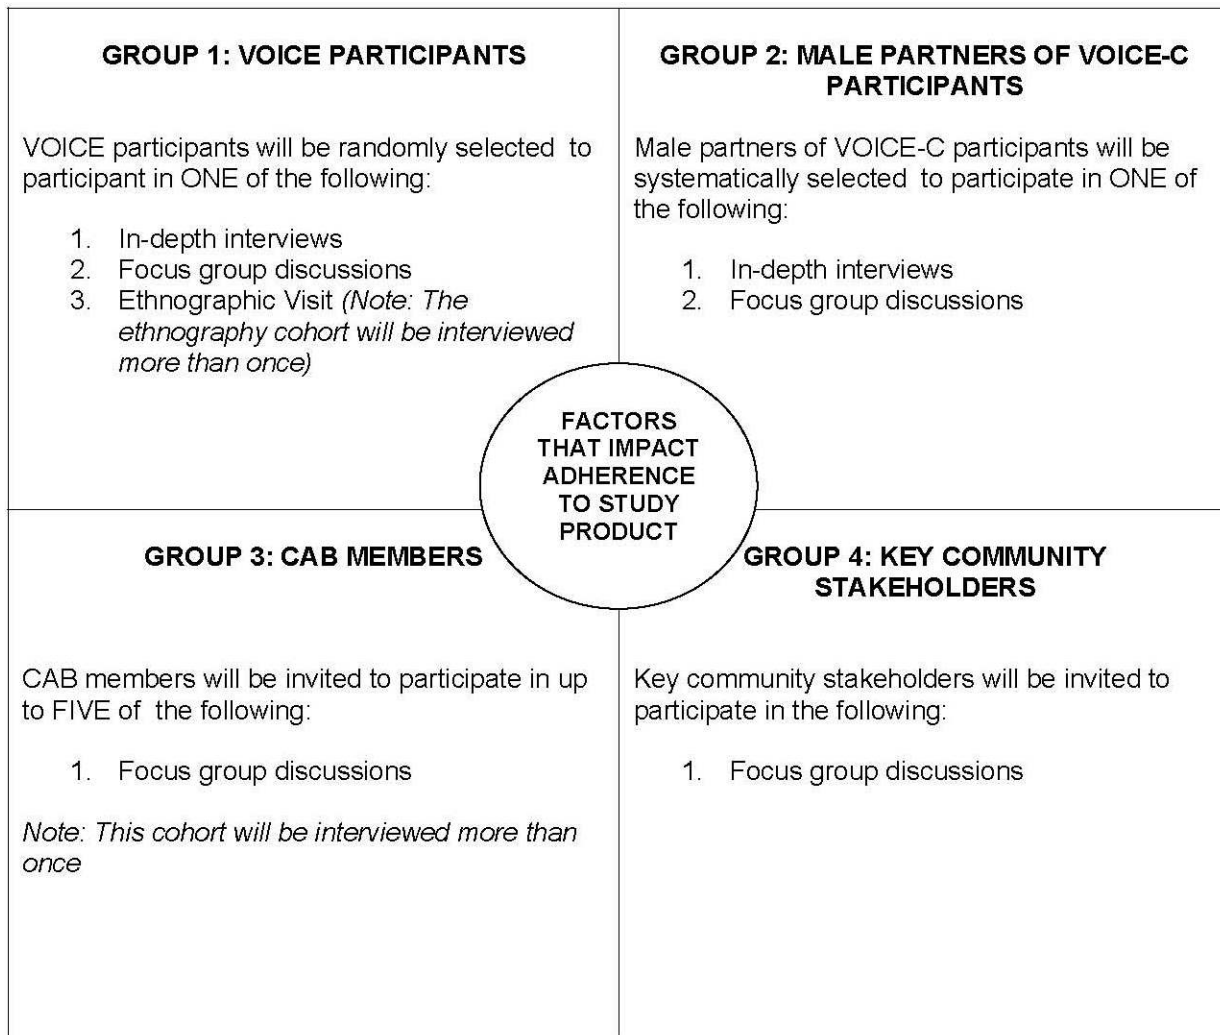 GROUP 1: VOICE PARTICIPANTS
VOICE participants will be randomly selected  to
participant in ONE of the following:
1. In-depth interviews
2. Focus group discussions
3. Ethnographic Visit (Note: The
ethnography cohort will be interviewed
more than once)
GROUP 2: MALE PARTNERS OF VOICE-C
PARTICIPANTS
Male partners of VOICE-C participants will be
systematically selected  to participate in ONE of
the following:
1. In-depth interviews
2. Focus group discussions
FACTORS
THAT IMPACT
ADHERENCE
TO STUDY
PRODUCT
GROUP 3: CAB MEMBERS
CAB members will be invited to participate in up
to FIVE of  the following:
1. Focus group discussions
Note: This cohort will be interviewed more than
once
GROUP 4: KEY COMMUNITY
STAKEHOLDERS
Key community stakeholders will be invited to
participate in the following:
1. Focus group discussions